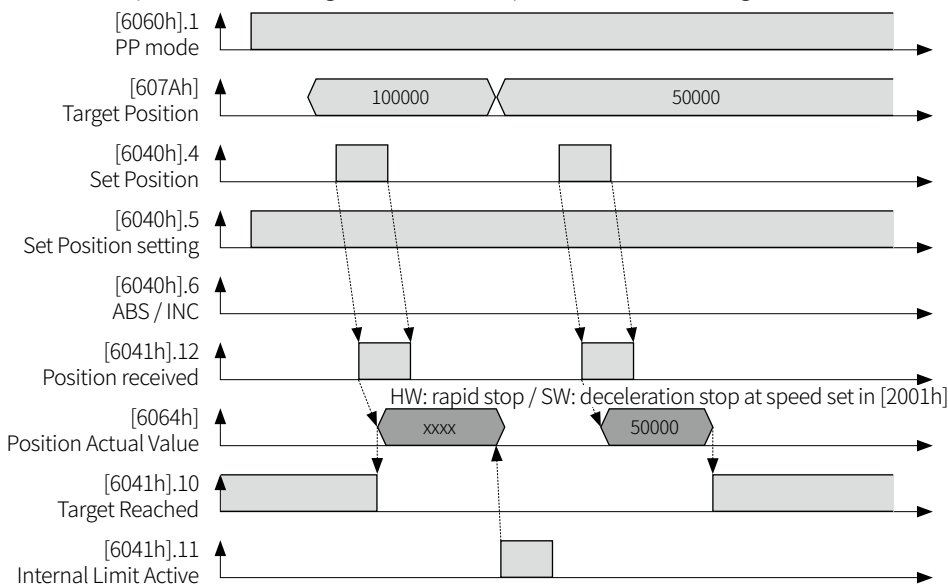 [6060h].1
PP mode
[607Ah]
Target Position
100000
50000
[6040h].4
Set Position
[6040h].5
Set Position setting
[6040h].6
ABS / INC
[6041h].12
Position received
HW: rapid stop / SW: deceleration stop at speed set in [2001h]
[6064h]
Position Actual Value
xxxx
50000
[6041h].10
Target Reached
[6041h].11
Internal Limit Active